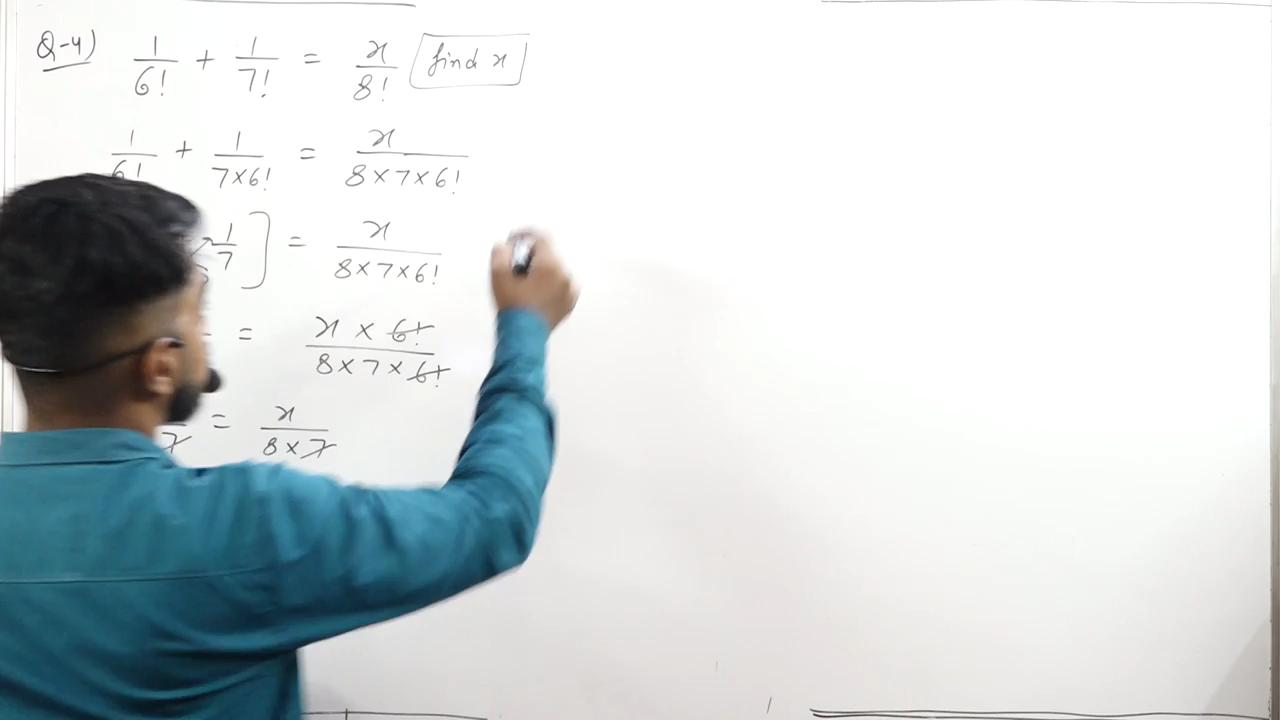 Q-4) 1/6! + 1/7! = x/8! find x
1/6! + 1/7×6! = x/8×7×6!
1/7 ] = x/8×7×6!
= x × 6!/8×7×6!
7 = x/8×7